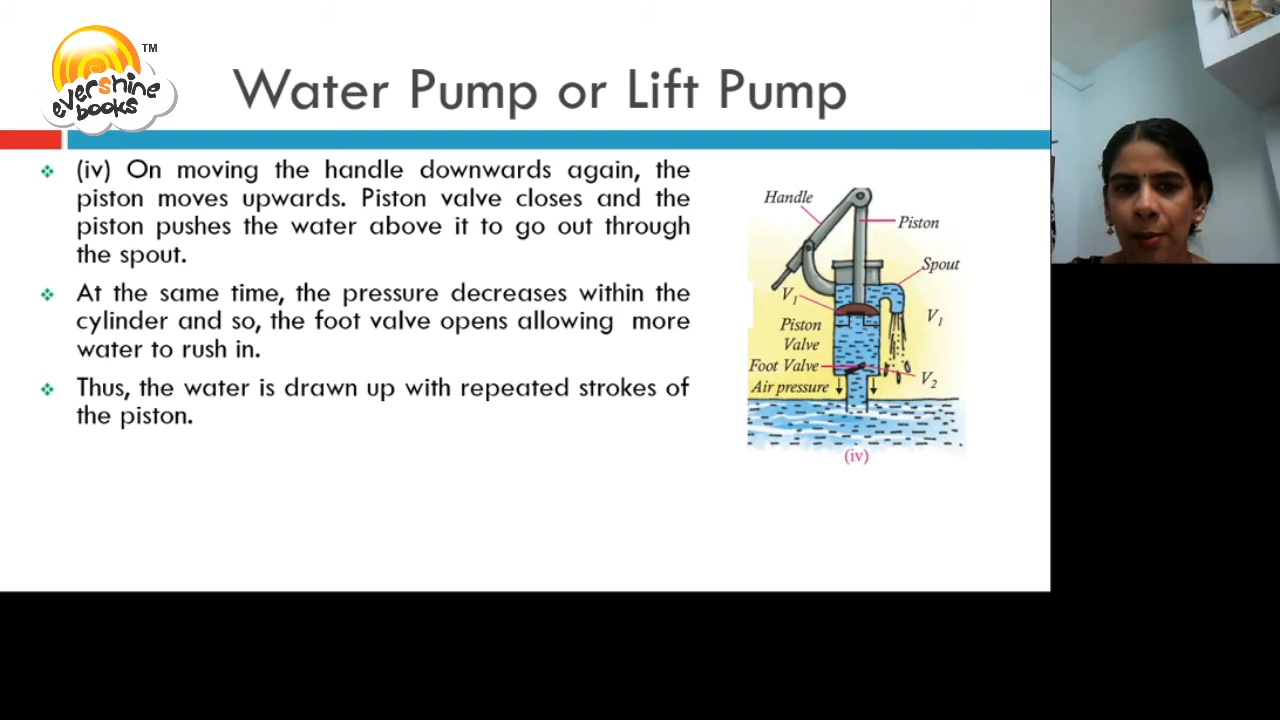 evershine
books
TM
Water Pump or Lift Pump
(iv) On moving the handle downwards again, the
piston moves upwards. Piston valve closes and the
piston pushes the water above it to go out through
the spout.
At the same time, the pressure decreases within the
cylinder and so, the foot valve opens allowing more
water to rush in.
Thus, the water is drawn up with repeated strokes of
the piston.
Handle
Piston
Spout
V1
V1
Piston
Valve
Foot Valve
V2
Air pressure
(iv)